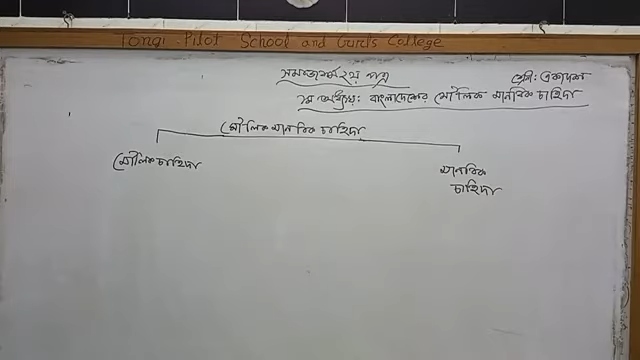 Tongi Pilot School and Girls College
সমাজকর্ম ২য় পত্র
শ্রেণী: একাদশ
১ম অধ্যায়: বাংলাদেশের মৌলিক মানবিক চাহিদা
মৌলিক মানবিক চাহিদা
মৌলিক চাহিদা
মানবিক
চাহিদা